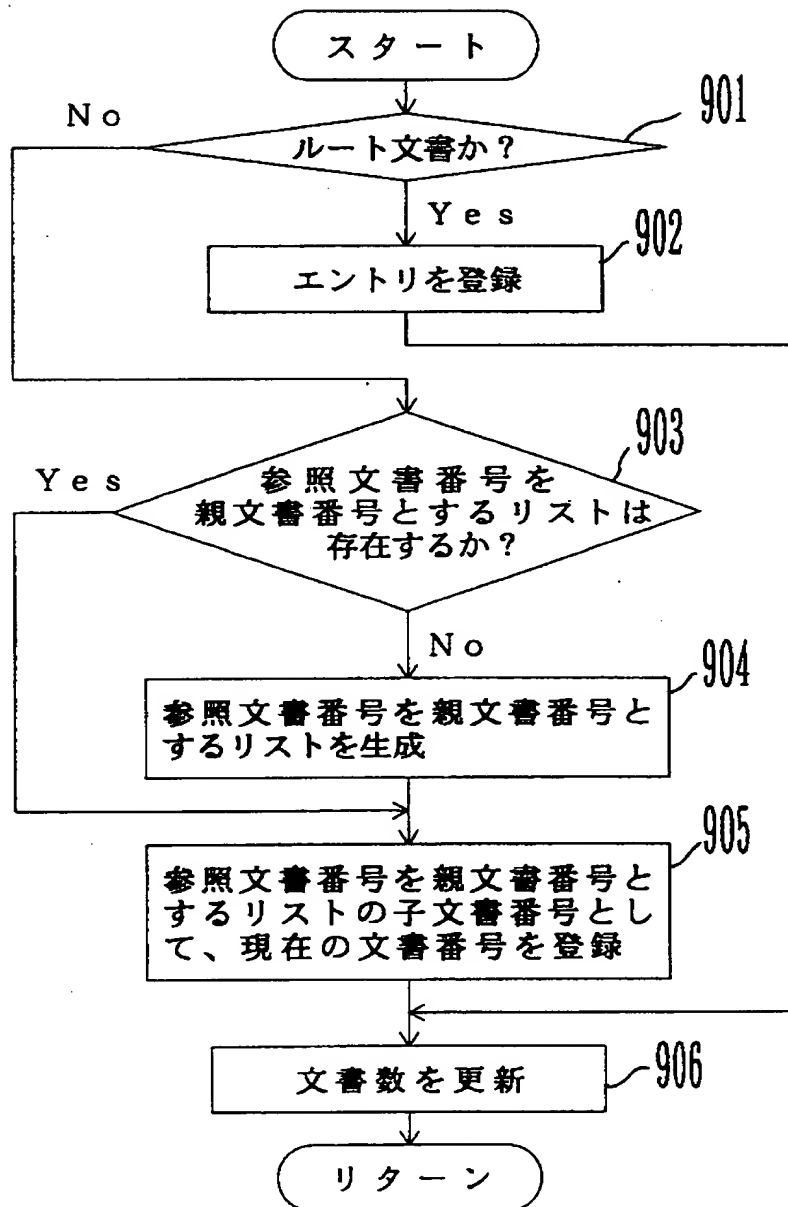 スタート
No
901
ルート文書か？
Yes
902
エントリを登録
903
Yes
参照文書番号を
親文書番号とするリストは
存在するか？
No
904
参照文書番号を親文書番号と
するリストを生成
905
参照文書番号を親文書番号と
するリストの子文書番号とし
て、現在の文書番号を登録
文書数を更新
906
リターン